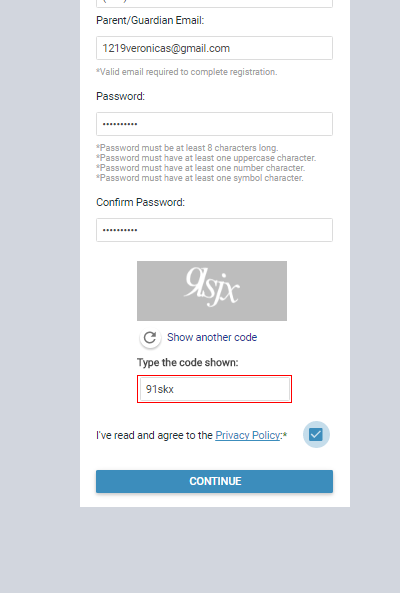 Parent/Guardian Email:
1219veronicas@gmail.com
*Valid email required to complete registration.
Password:
••••••••••
*Password must be at least 8 characters long.
*Password must have at least one uppercase character.
*Password must have at least one number character.
*Password must have at least one symbol character.
Confirm Password:
••••••••••
Show another code
Type the code shown:
91skx
I've read and agree to the Privacy Policy:*
CONTINUE